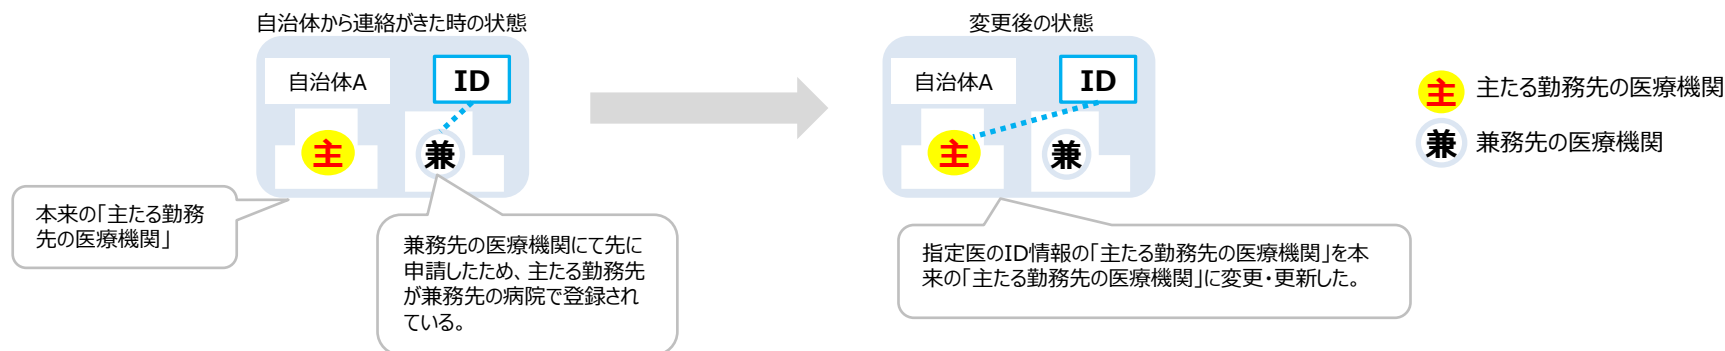 自治体から連絡がきた時の状態
自治体A
ID
主
兼
本来の「主たる勤務
先の医療機関」
兼務先の医療機関にて先に
申請したため、主たる勤務先
が兼務先の病院で登録され
ている。
変更後の状態
自治体A
ID
主
兼
指定医のID情報の「主たる勤務先の医療機関」を本
来の「主たる勤務先の医療機関」に変更・更新した。
主 主たる勤務先の医療機関
兼 兼務先の医療機関